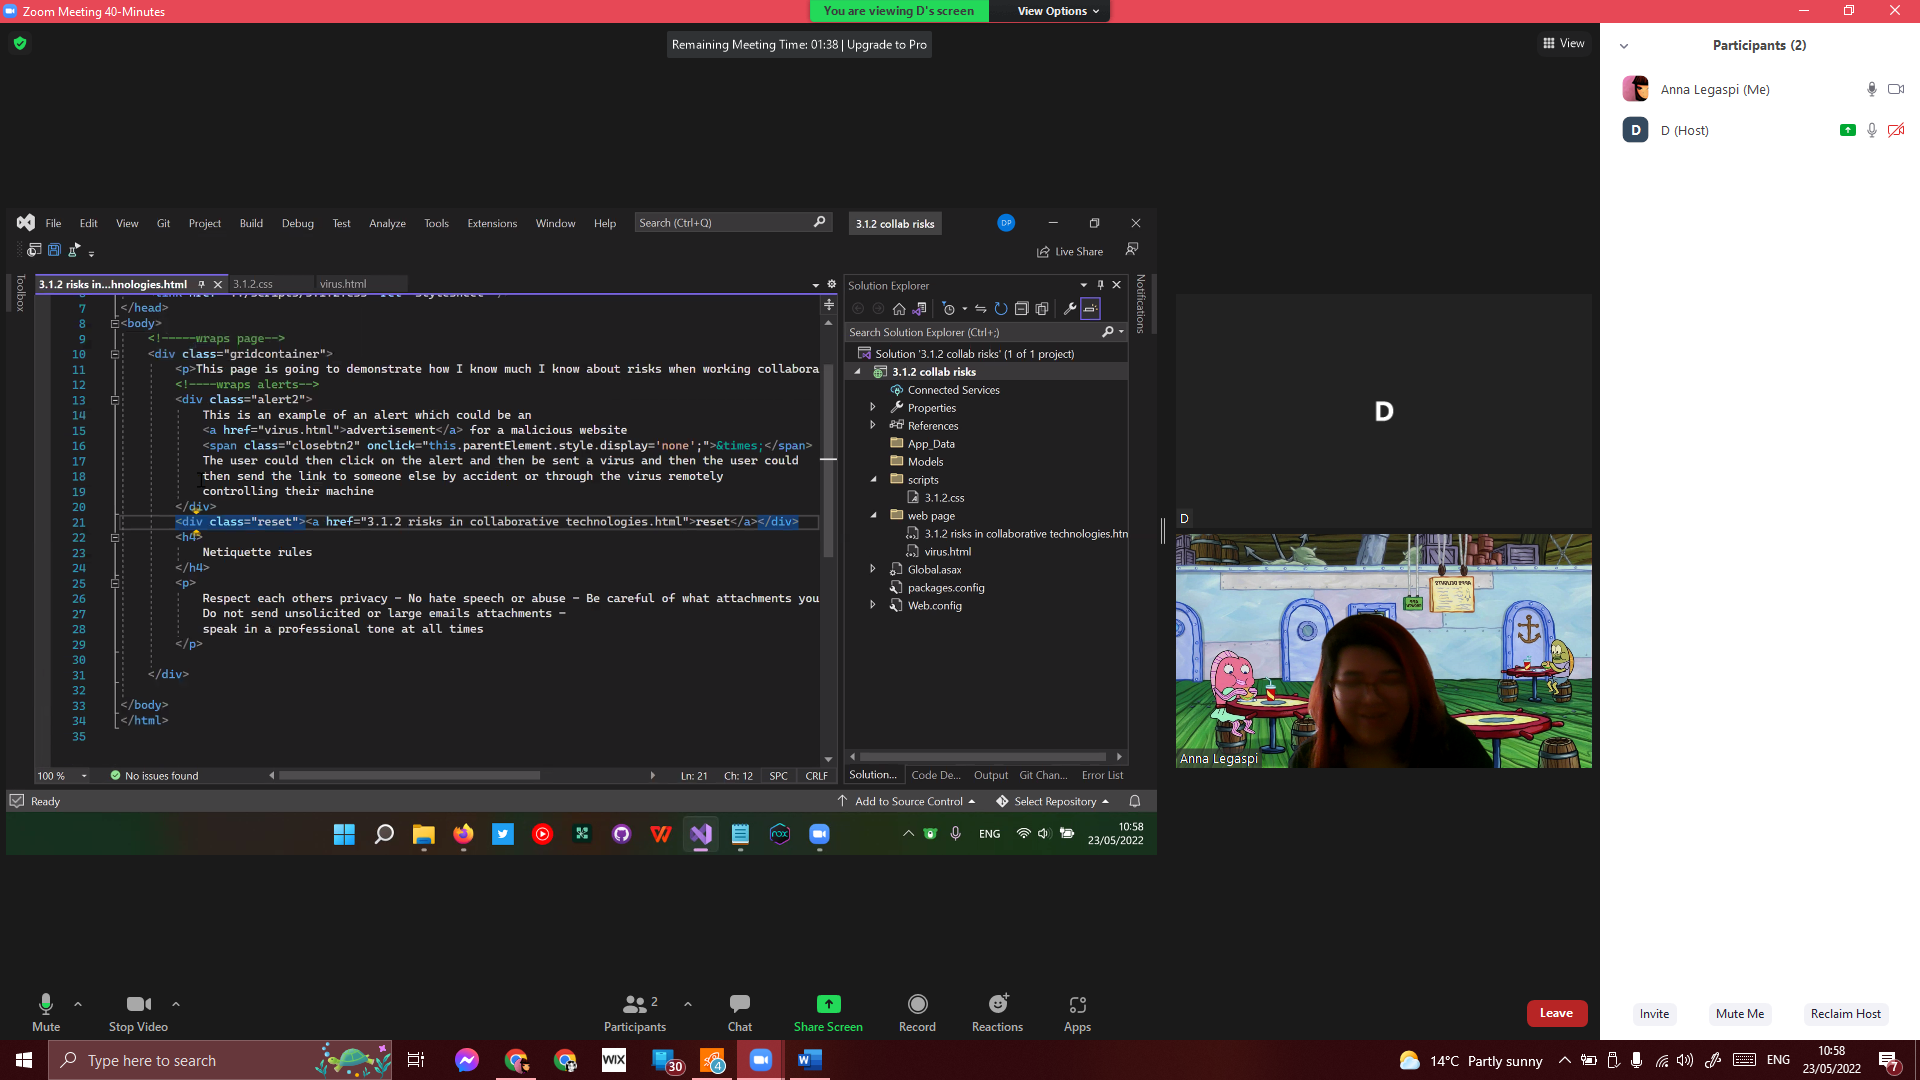 Zoom Meeting 40-Minutes
You are viewing D's screen
View Options
Remaining Meeting Time: 01:38 | Upgrade to Pro
View
Participants (2)
Anna Legaspi (Me)
D
D (Host)
File Edit View Git Project Build Debug Test Analyze Tools Extensions Window Help
Search (Ctrl+Q)
3.1.2 collab risks
DP
Live Share
Toolbox
3.1.2 risks in...hnologies.html
3.1.2.css
virus.html
7 </head>
8 <body>
9 <!-----wraps page-->
10 <div class="gridcontainer">
11 <p>This page is going to demonstrate how I know much I know about risks when working collabora
12 <!----wraps alerts-->
13 <div class="alert2">
14 This is an example of an alert which could be an
15 <a href="virus.html">advertisement</a> for a malicious website
16 <span class="closebtn2" onclick="this.parentElement.style.display='none';">&times;</span>
17 The user could then click on the alert and then be sent a virus and then the user could
18 then send the link to someone else by accident or through the virus remotely
19 controlling their machine
20 </div>
21 <div class="reset"><a href="3.1.2 risks in collaborative technologies.html">reset</a></div>
22 <h4>
23 Netiquette rules
24 </h4>
25 <p>
26 Respect each others privacy - No hate speech or abuse - Be careful of what attachments you
27 Do not send unsolicited or large emails attachments -
28 speak in a professional tone at all times
29 </p>
30
31 </div>
32
33 </body>
34 </html>
35
100 %
No issues found
Ln: 21 Ch: 12 SPC CRLF
Solution Explorer
Search Solution Explorer (Ctrl+;)
Solution '3.1.2 collab risks' (1 of 1 project)
3.1.2 collab risks
Connected Services
Properties
References
App_Data
Models
scripts
3.1.2.css
web page
3.1.2 risks in collaborative technologies.htn
virus.html
Global.asax
packages.config
Web.config
Solution... Code De... Output Git Chan... Error List
Notifications
Ready
Add to Source Control
Select Repository
ENG
10:58
23/05/2022
D
D
Anna Legaspi
Mute
Stop Video
2
Participants
Chat
Share Screen
Record
Reactions
Apps
Leave
Invite
Mute Me
Reclaim Host
Type here to search
WIX
30
4
14°C Partly sunny
ENG
10:58
23/05/2022
7